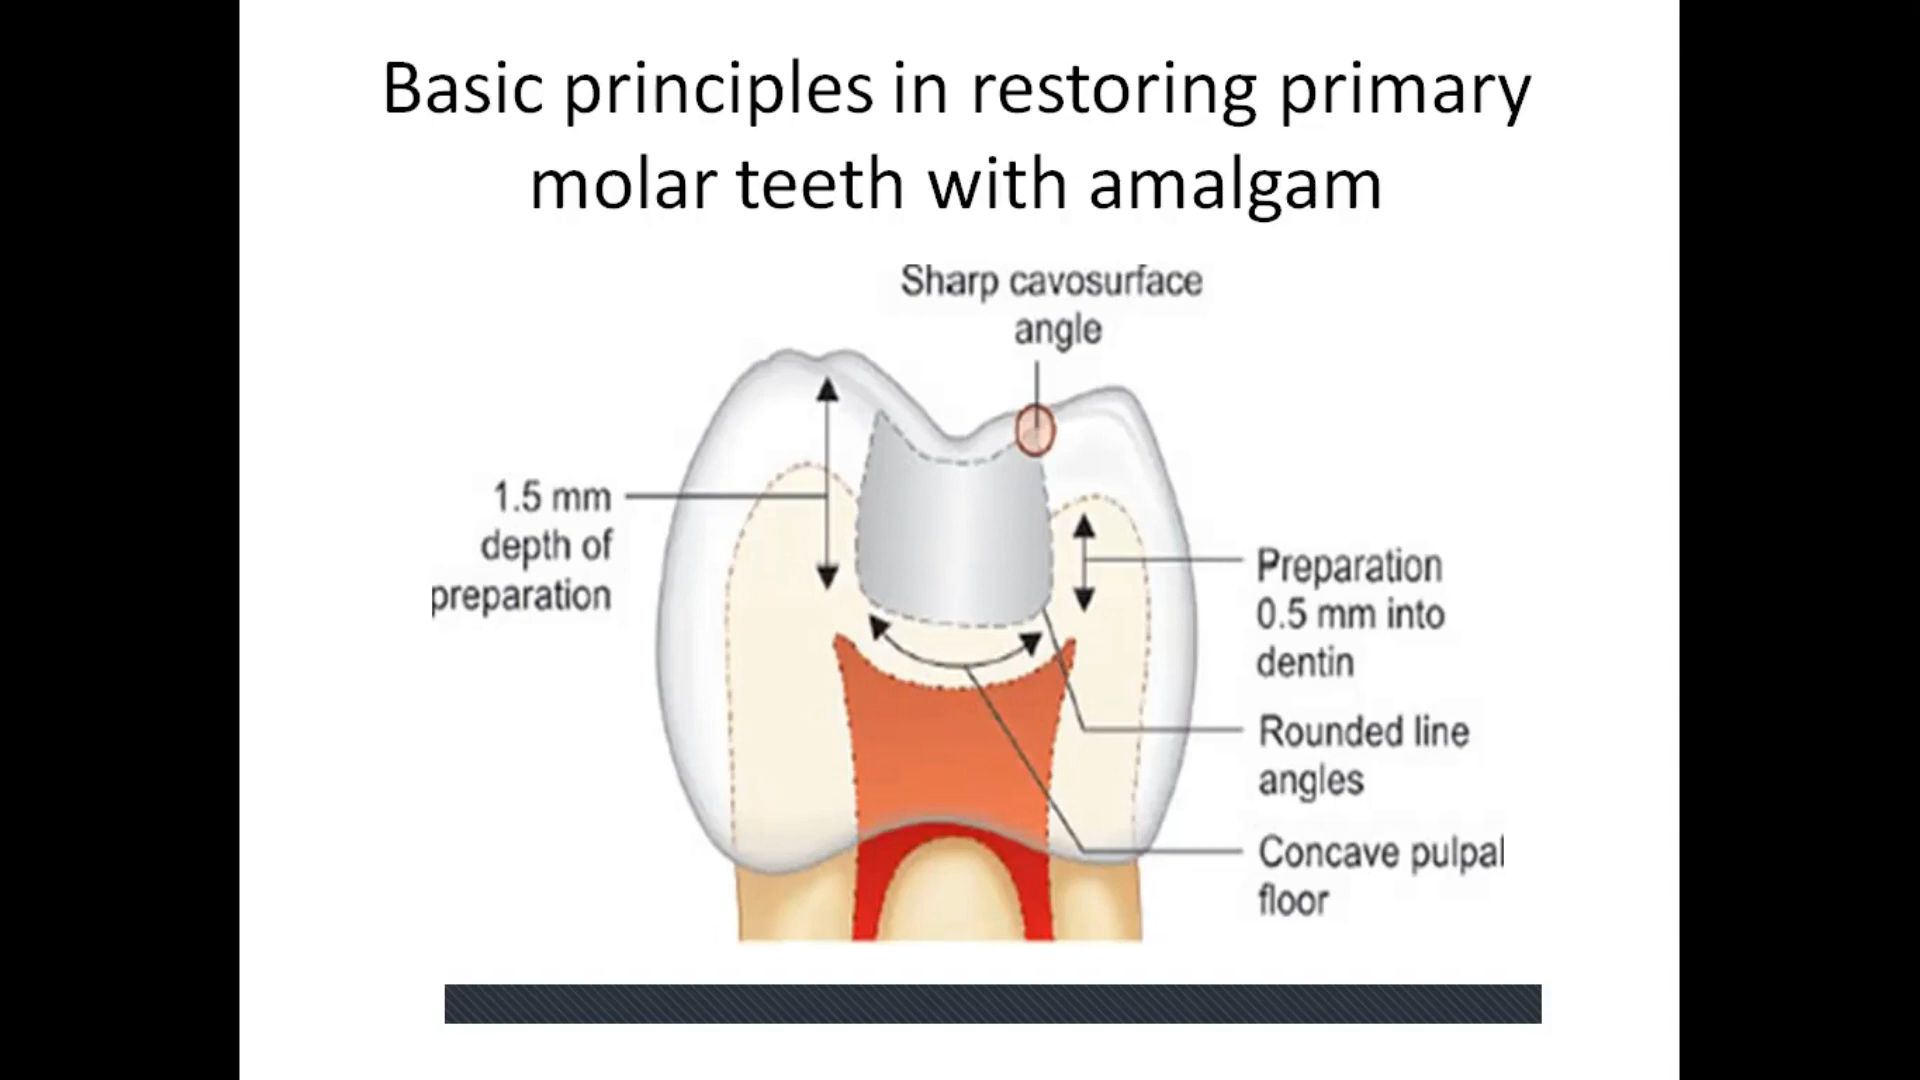 Basic principles in restoring primary
molar teeth with amalgam
Sharp cavosurface
angle
1.5 mm
depth of
preparation
Preparation
0.5 mm into
dentin
Rounded line
angles
Concave pulpal
floor